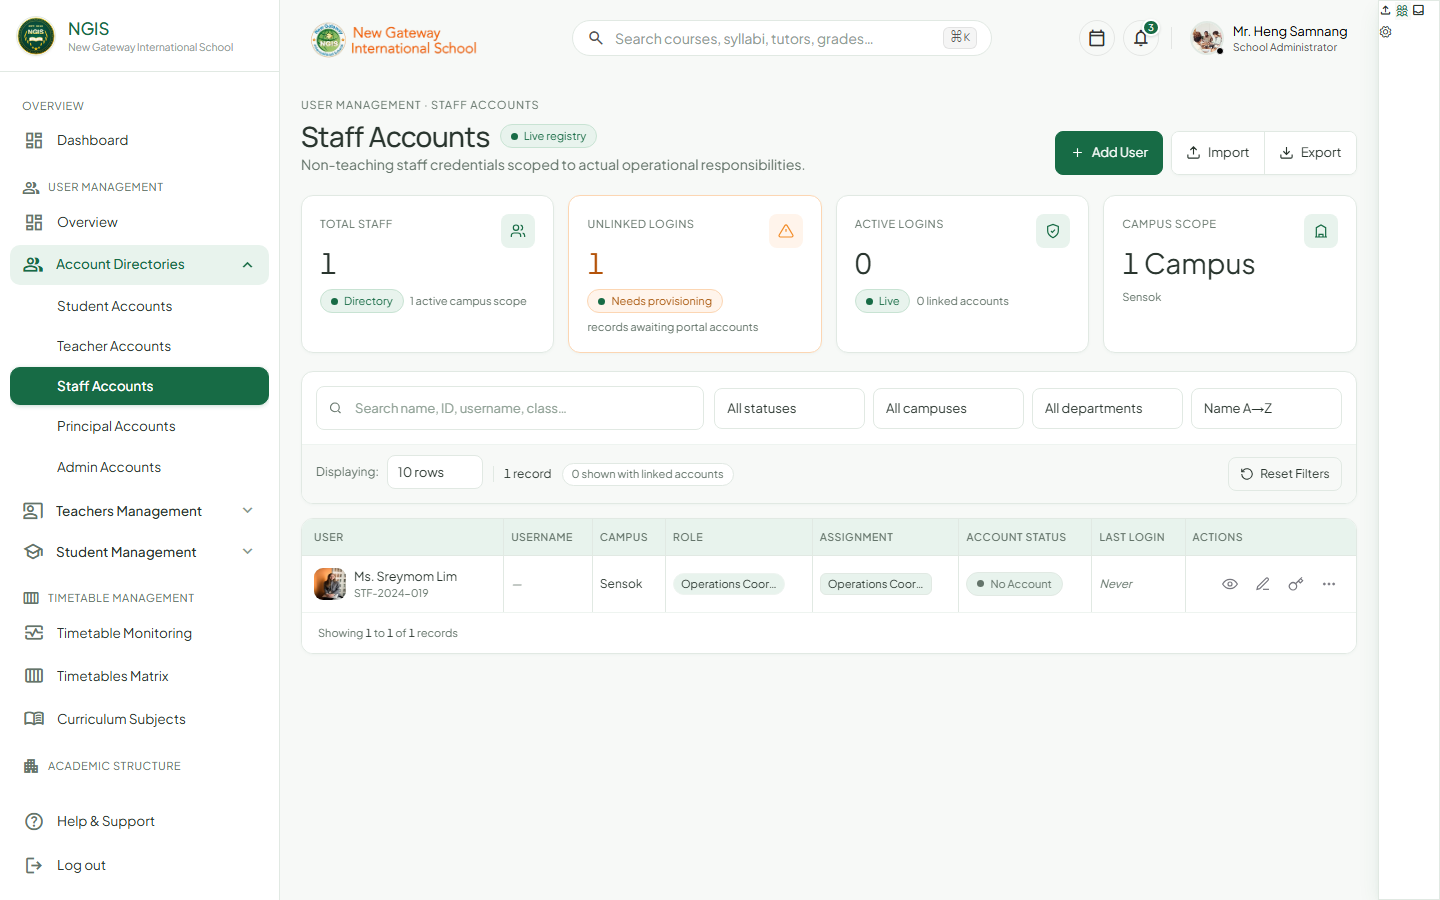 NGIS
New Gateway International School
OVERVIEW
Dashboard
USER MANAGEMENT
Overview
Account Directories
Student Accounts
Teacher Accounts
Staff Accounts
Principal Accounts
Admin Accounts
Teachers Management
Student Management
TIMETABLE MANAGEMENT
Timetable Monitoring
Timetables Matrix
Curriculum Subjects
ACADEMIC STRUCTURE
Help & Support
Log out
New Gateway
International School
Search courses, syllabi, tutors, grades...
⌘K
3
Mr. Heng Samnang
School Administrator
USER MANAGEMENT · STAFF ACCOUNTS
Staff Accounts
Live registry
Non-teaching staff credentials scoped to actual operational responsibilities.
+ Add User
Import
Export
TOTAL STAFF
1
Directory
1 active campus scope
UNLINKED LOGINS
1
Needs provisioning
records awaiting portal accounts
ACTIVE LOGINS
0
Live
0 linked accounts
CAMPUS SCOPE
1 Campus
Sensok
Search name, ID, username, class...
All statuses
All campuses
All departments
Name A→Z
Displaying:
10 rows
1 record
0 shown with linked accounts
Reset Filters
USER USERNAME CAMPUS ROLE ASSIGNMENT ACCOUNT STATUS LAST LOGIN ACTIONS
Ms. Sreymom Lim
STF-2024-019
— Sensok Operations Coor... Operations Coor... No Account Never
Showing 1 to 1 of 1 records